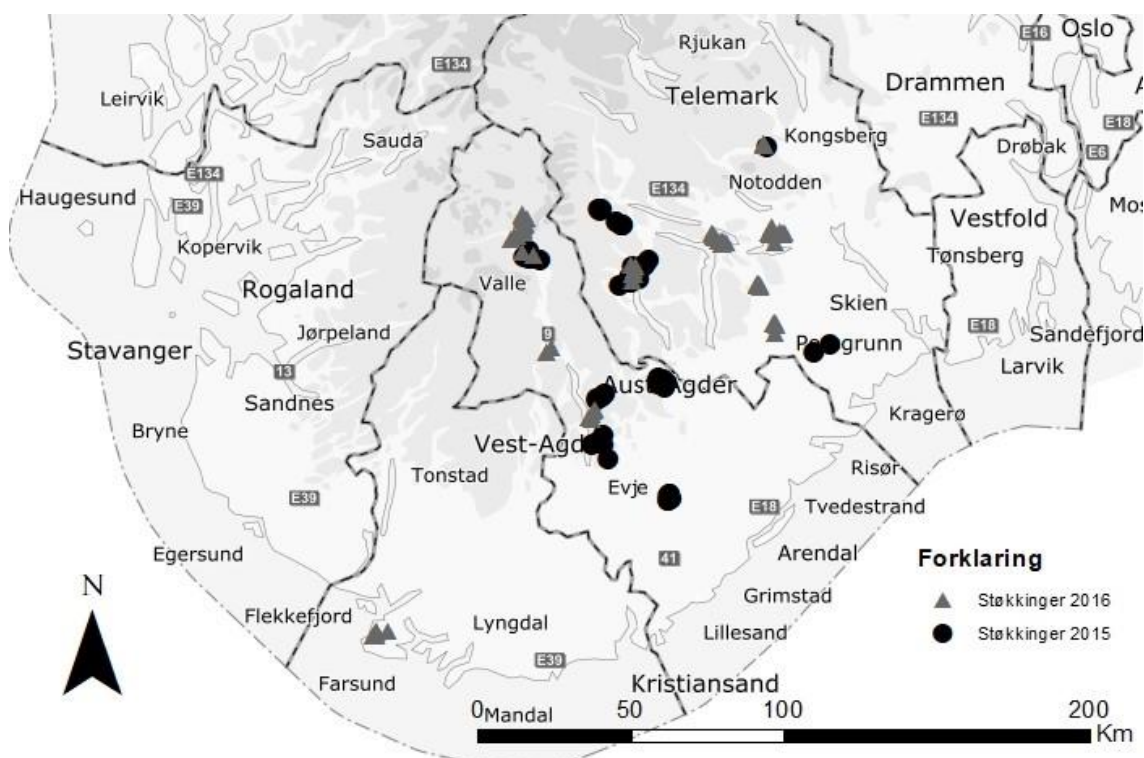 E16
Oslo
Rjukan
E134
Telemark
Drammen
Leirvik
E134
E18
Sauda
Kongsberg
Drøbak
E6
Haugesund
E134
E39
E134
Notodden
Vestfold
Mos
Kopervik
Tønsberg
Valle
Rogaland
Skien
Jørpeland
9
E18
Sandefjord
Stavanger
Larvik
13
Aust-Agder
Sandnes
Kragerø
Bryne
Vest-Agd
Risør
Tonstad
Evje
E39
E18
Tvedestrand
Egersund
41
Arendal
Forklaring
N
Grimstad
Støkkinger 2016
Flekkefjord
Lyngdal
Lillesand
Støkkinger 2015
E39
Farsund
Kristiansand
0 50 100 200
Mandal
Km